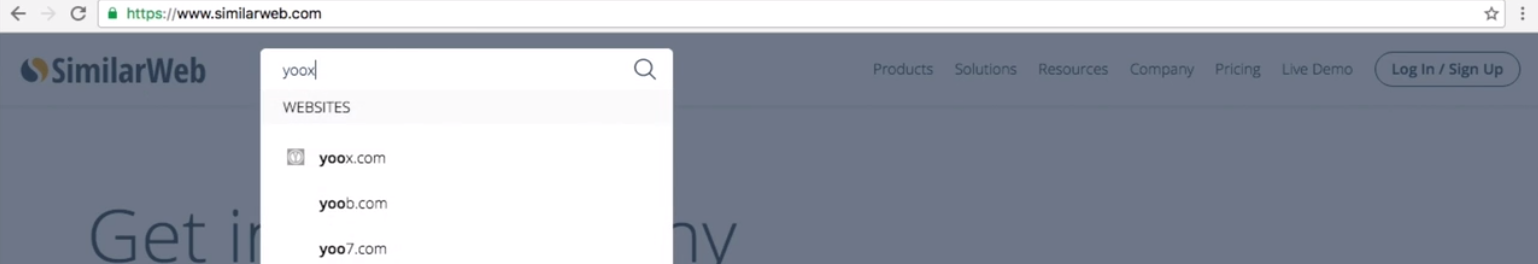 https://www.similarweb.com
SimilarWeb
yoox
Products Solutions Resources Company Pricing Live Demo Log In / Sign Up
WEBSITES
yoox.com
yoob.com
Get
yoo7.com